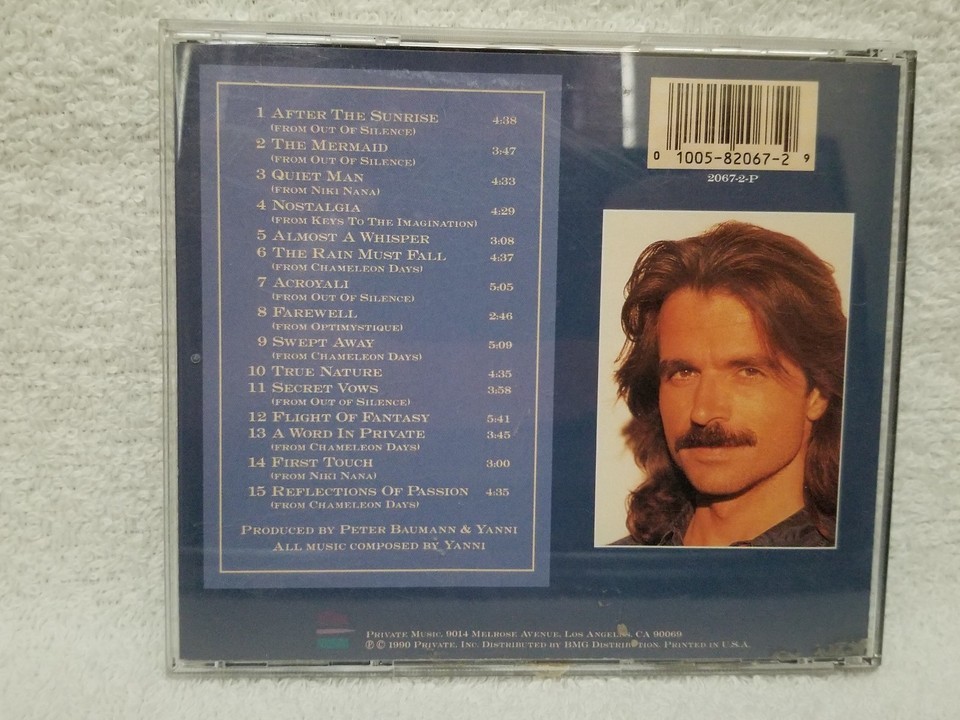 1 AFTER THE SUNRISE 4:38
(FROM OUT OF SILENCE)
2 THE MERMAID 3:47
(FROM OUT OF SILENCE)
3 QUIET MAN 4:33
(FROM NIKI NANA)
4 NOSTALGIA 4:29
(FROM KEYS TO THE IMAGINATION)
5 ALMOST A WHISPER 3:08
6 THE RAIN MUST FALL 4:37
(FROM CHAMELEON DAYS)
7 ACROYALI 5:05
(FROM OUT OF SILENCE)
8 FAREWELL 2:46
(FROM OPTIMYSTIQUE)
9 SWEPT AWAY 5:09
(FROM CHAMELEON DAYS)
10 TRUE NATURE 4:35
11 SECRET VOWS 3:58
(FROM OUT OF SILENCE)
12 FLIGHT OF FANTASY 5:41
13 A WORD IN PRIVATE 3:45
(FROM CHAMELEON DAYS)
14 FIRST TOUCH 3:00
(FROM NIKI NANA)
15 REFLECTIONS OF PASSION 4:35
(FROM CHAMELEON DAYS)
PRODUCED BY PETER BAUMANN & YANNI
ALL MUSIC COMPOSED BY YANNI
0 1005-82067-2 9
2067-2-P
PRIVATE MUSIC. 9014 MELROSE AVENUE, LOS ANGELES, CA 90069
℗ © 1990 PRIVATE, INC. DISTRIBUTED BY BMG DISTRIBUTION. PRINTED IN U.S.A.